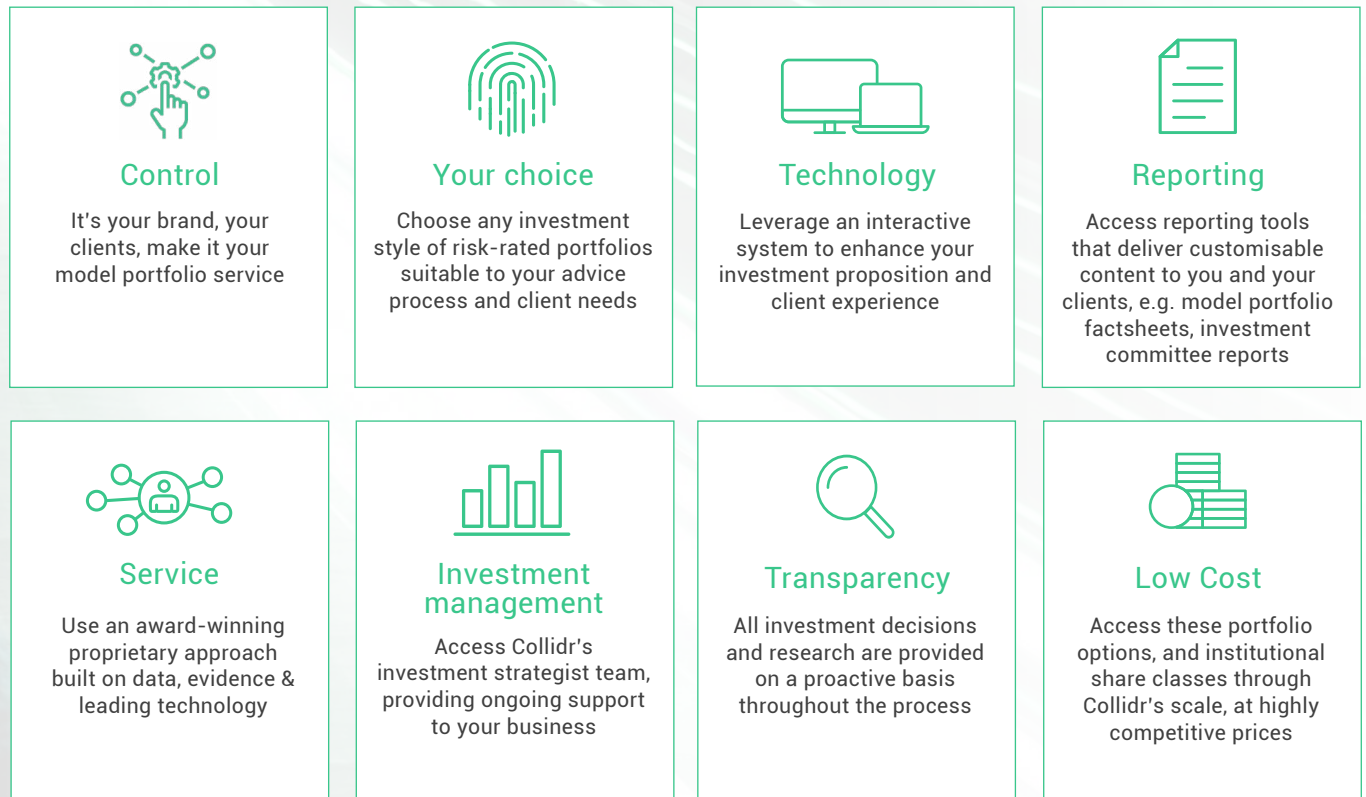 Control
It's your brand, your
clients, make it your
model portfolio service
Your choice
Choose any investment
style of risk-rated portfolios
suitable to your advice
process and client needs
Technology
Leverage an interactive
system to enhance your
investment proposition and
client experience
Reporting
Access reporting tools
that deliver customisable
content to you and your
clients, e.g. model portfolio
factsheets, investment
committee reports
Service
Use an award-winning
proprietary approach
built on data, evidence &
leading technology
Investment
management
Access Collidr's
investment strategist team,
providing ongoing support
to your business
Transparency
All investment decisions
and research are provided
on a proactive basis
throughout the process
Low Cost
Access these portfolio
options, and institutional
share classes through
Collidr's scale, at highly
competitive prices